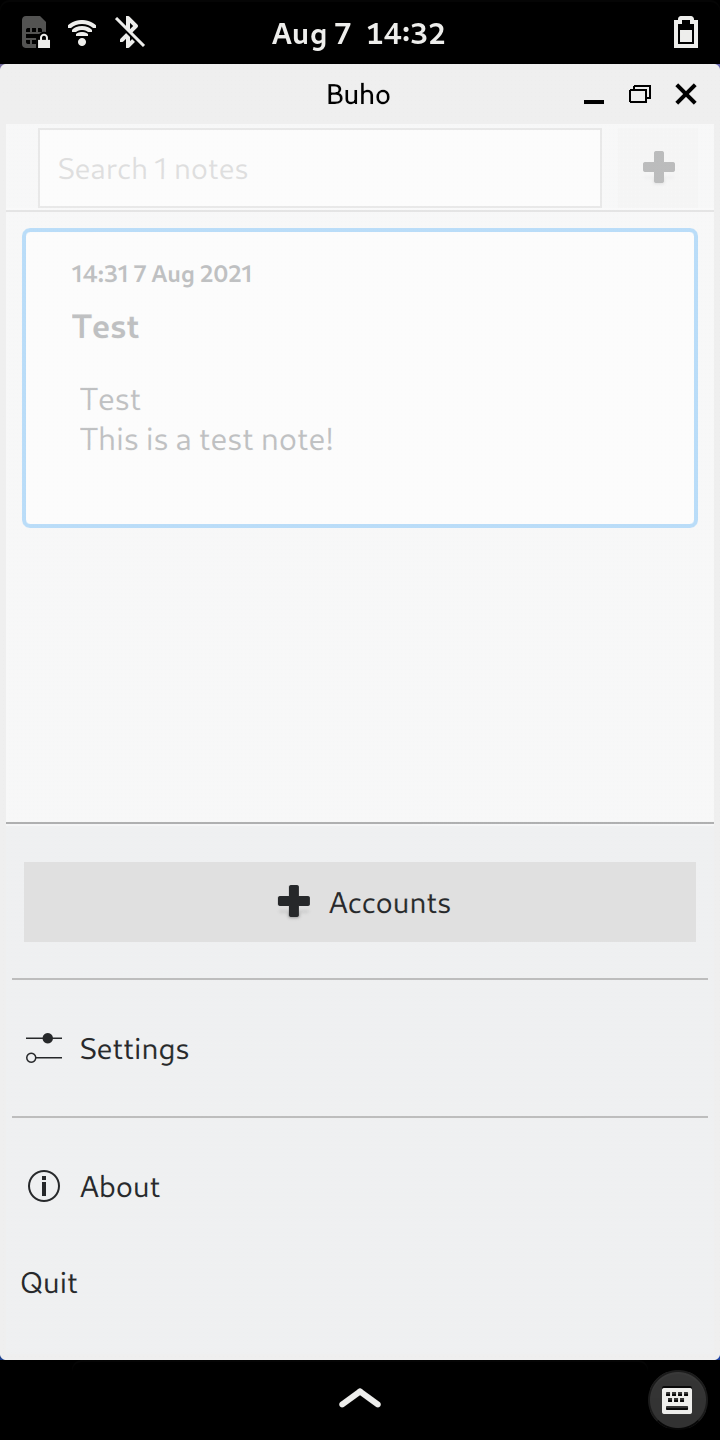 Aug 7 14:32
Buho
Search 1 notes
14:31 7 Aug 2021
Test
Test
This is a test note!
Accounts
Settings
About
Quit